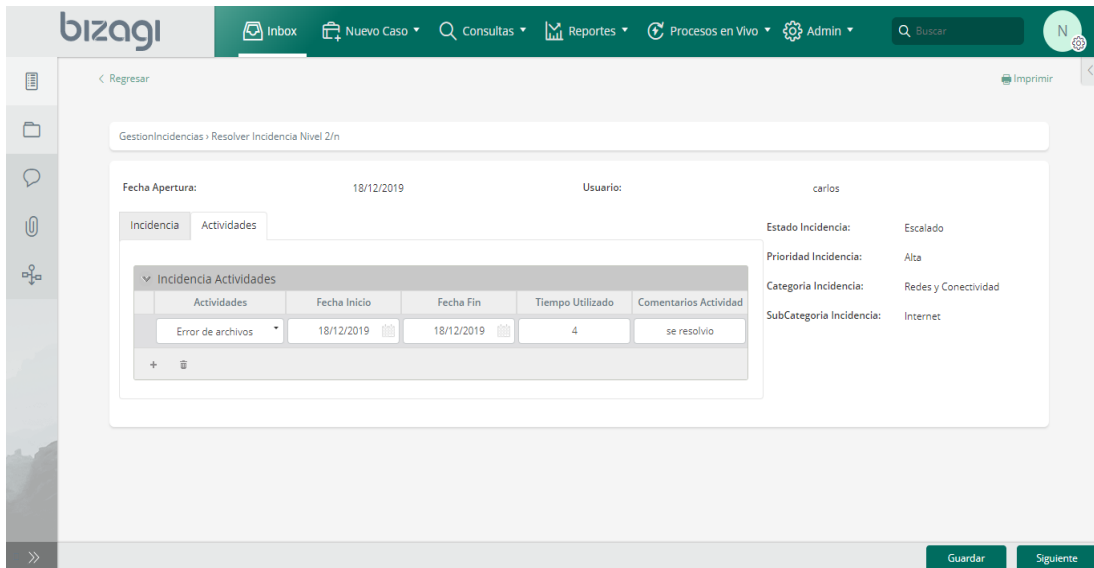 bizagi
Inbox Nuevo Caso Consultas Reportes Procesos en Vivo Admin Buscar N
< Regresar Imprimir
GestionIncidencias › Resolver Incidencia Nivel 2/n
Fecha Apertura: 18/12/2019 Usuario: carlos
Incidencia Actividades
Estado Incidencia: Escalado
Prioridad Incidencia: Alta
Categoria Incidencia: Redes y Conectividad
SubCategoria Incidencia: Internet
Incidencia Actividades
Actividades Fecha Inicio Fecha Fin Tiempo Utilizado Comentarios Actividad
Error de archivos 18/12/2019 18/12/2019 4 se resolvio
+
Guardar Siguiente